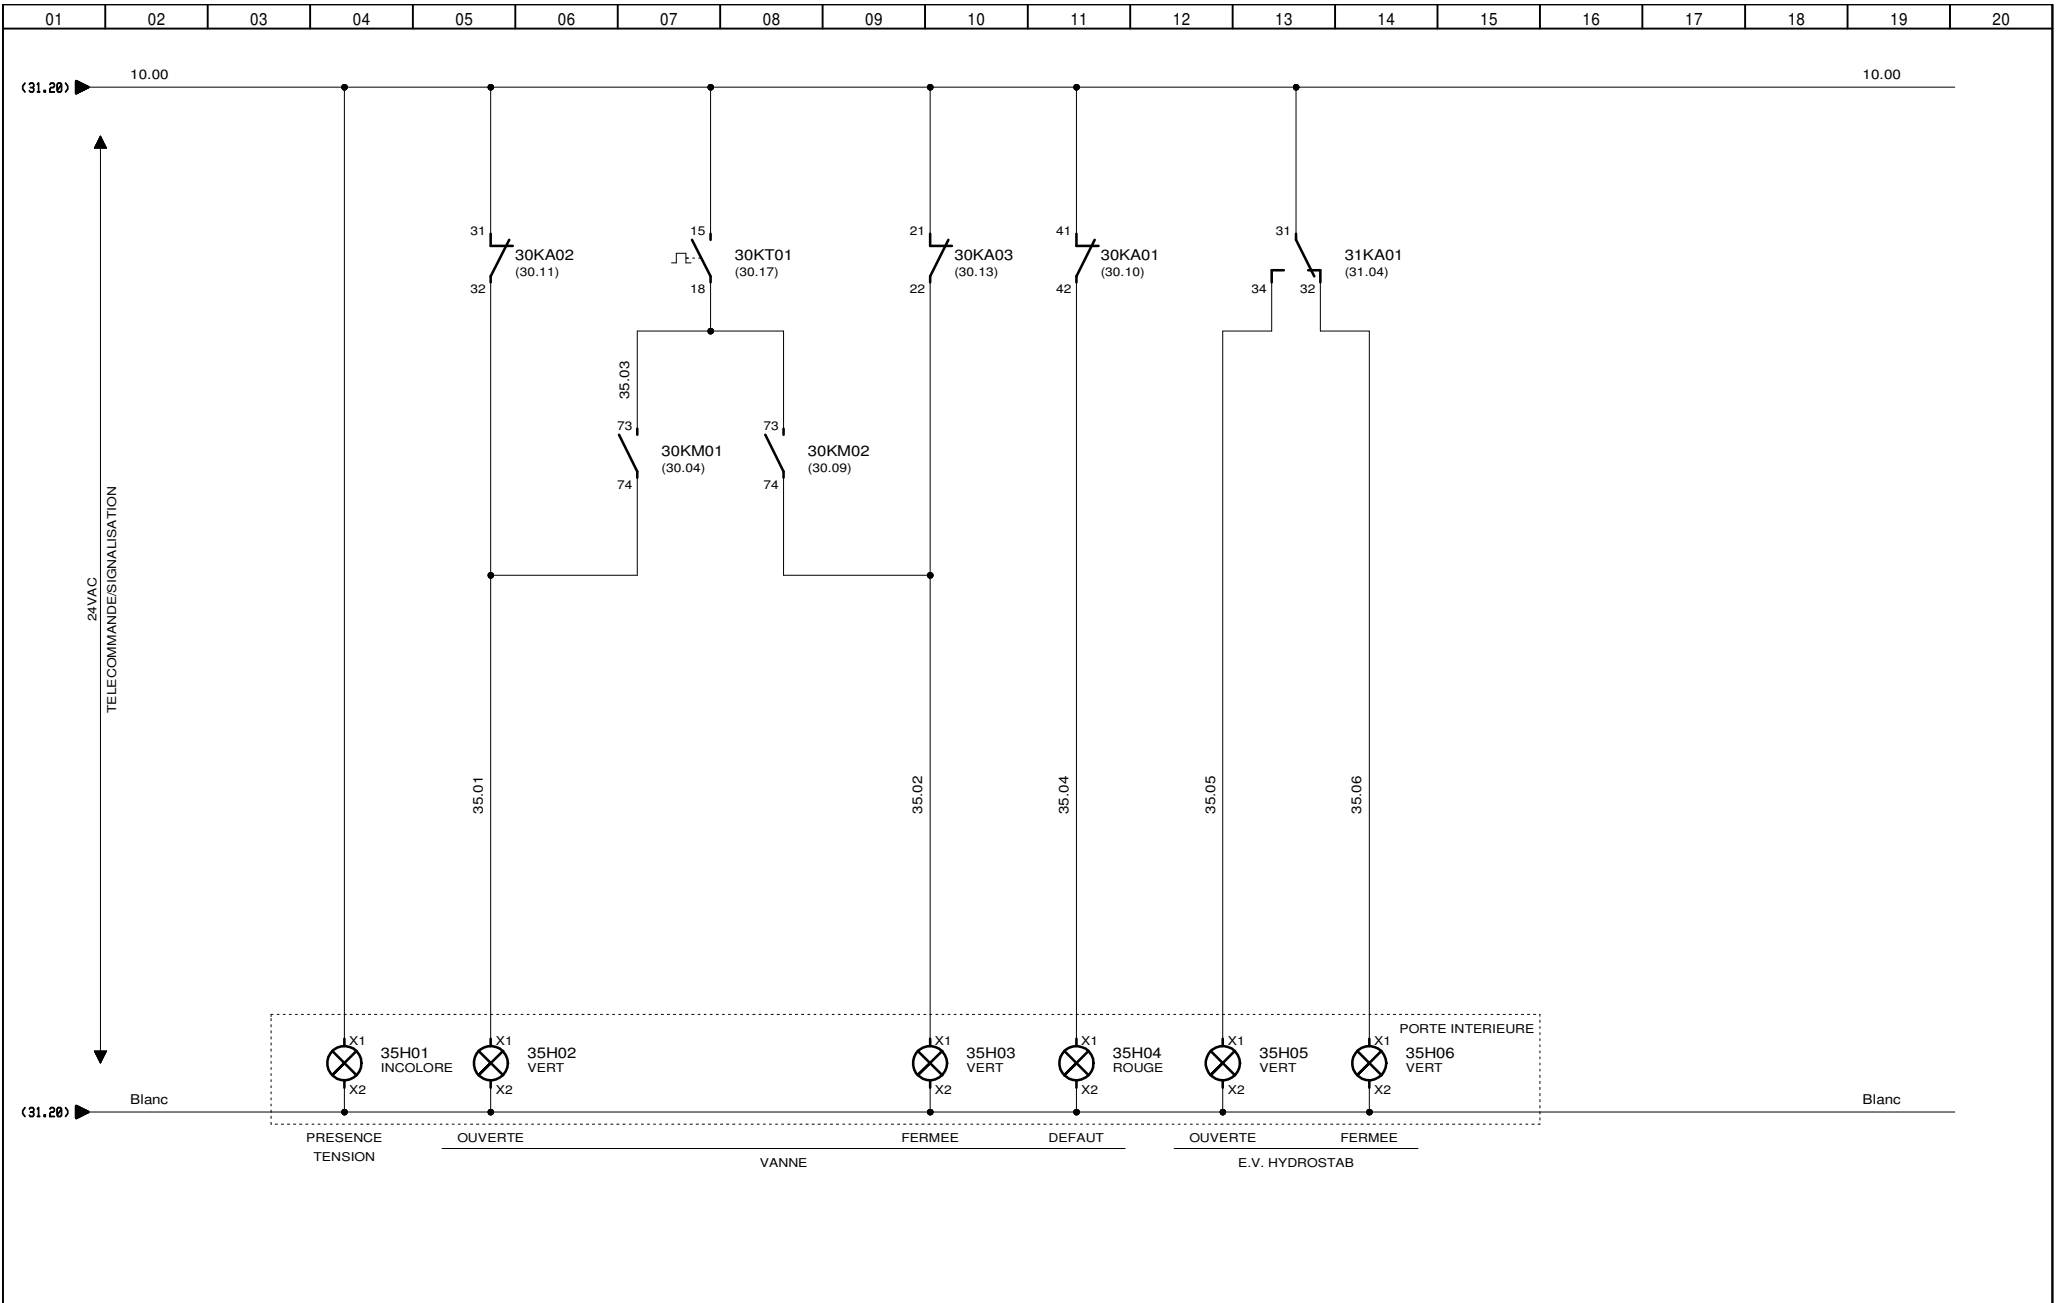 01 02 03 04 05 06 07 08 09 10 11 12 13 14 15 16 17 18 19 20
10.00 10.00
(31.20)
31 15 21 41 31
30KA02 30KT01 30KA03 30KA01 31KA01
(30.11) (30.17) (30.13) (30.10) (31.04)
32 18 22 42 34 32
35.03
73 73
30KM01 30KM02
(30.04) (30.09)
74 74
24VAC
TELECOMMANDE/SIGNALISATION
35.01 35.02 35.04 35.05 35.06
PORTE INTERIEURE
X1 X1 X1 X1 X1 X1
35H01 35H02 35H03 35H04 35H05 35H06
INCOLORE VERT VERT ROUGE VERT VERT
X2 X2 X2 X2 X2 X2
Blanc Blanc
(31.20)
PRESENCE OUVERTE FERMEE DEFAUT OUVERTE FERMEE
TENSION VANNE E.V. HYDROSTAB